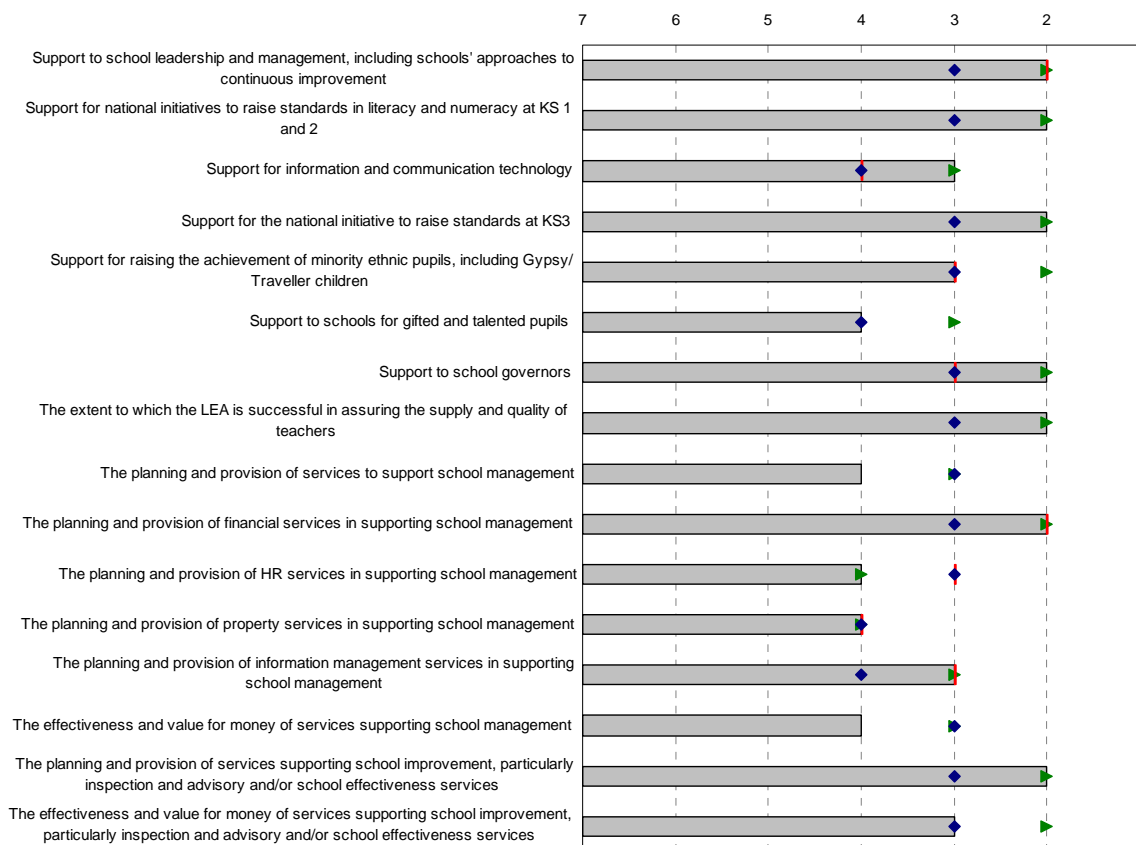 7 6 5 4 3 2
Support to school leadership and management, including schools' approaches to
continuous improvement
Support for national initiatives to raise standards in literacy and numeracy at KS 1
and 2
Support for information and communication technology
Support for the national initiative to raise standards at KS3
Support for raising the achievement of minority ethnic pupils, including Gypsy/
Traveller children
Support to schools for gifted and talented pupils
Support to school governors
The extent to which the LEA is successful in assuring the supply and quality of
teachers
The planning and provision of services to support school management
The planning and provision of financial services in supporting school management
The planning and provision of HR services in supporting school management
The planning and provision of property services in supporting school management
The planning and provision of information management services in supporting
school management
The effectiveness and value for money of services supporting school management
The planning and provision of services supporting school improvement, particularly
inspection and advisory and/or school effectiveness services
The effectiveness and value for money of services supporting school improvement,
particularly inspection and advisory and/or school effectiveness services